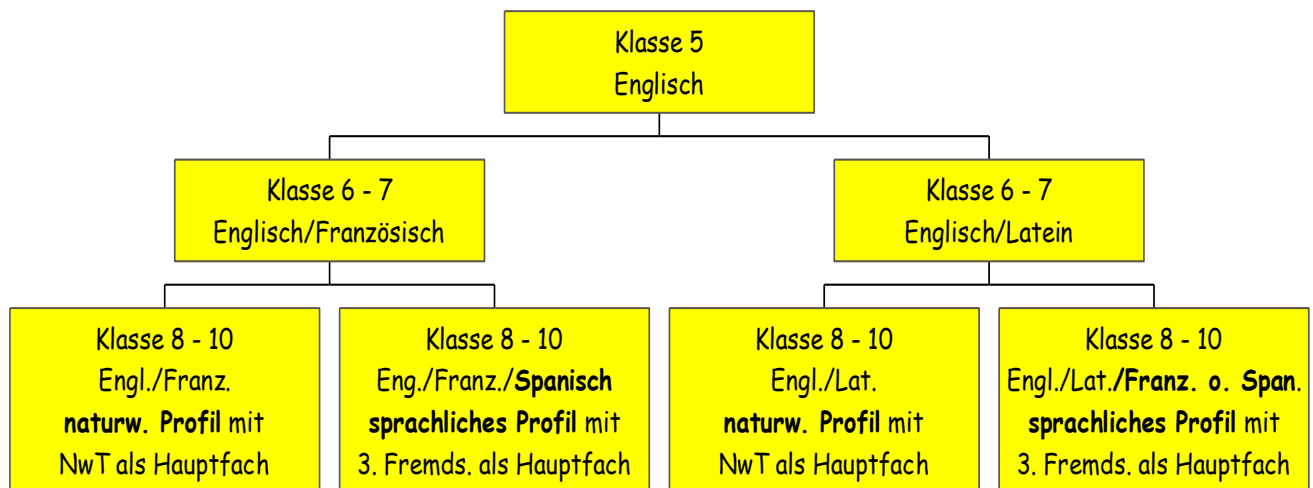 Klasse 5
Englisch
Klasse 6 - 7
Englisch/Französisch
Klasse 6 - 7
Englisch/Latein
Klasse 8 - 10
Engl./Franz.
naturw. Profil mit
NwT als Hauptfach
Klasse 8 - 10
Eng./Franz./Spanisch
sprachliches Profil mit
3. Fremds. als Hauptfach
Klasse 8 - 10
Engl./Lat.
naturw. Profil mit
NwT als Hauptfach
Klasse 8 - 10
Engl./Lat./Franz. o. Span.
sprachliches Profil mit
3. Fremds. als Hauptfach